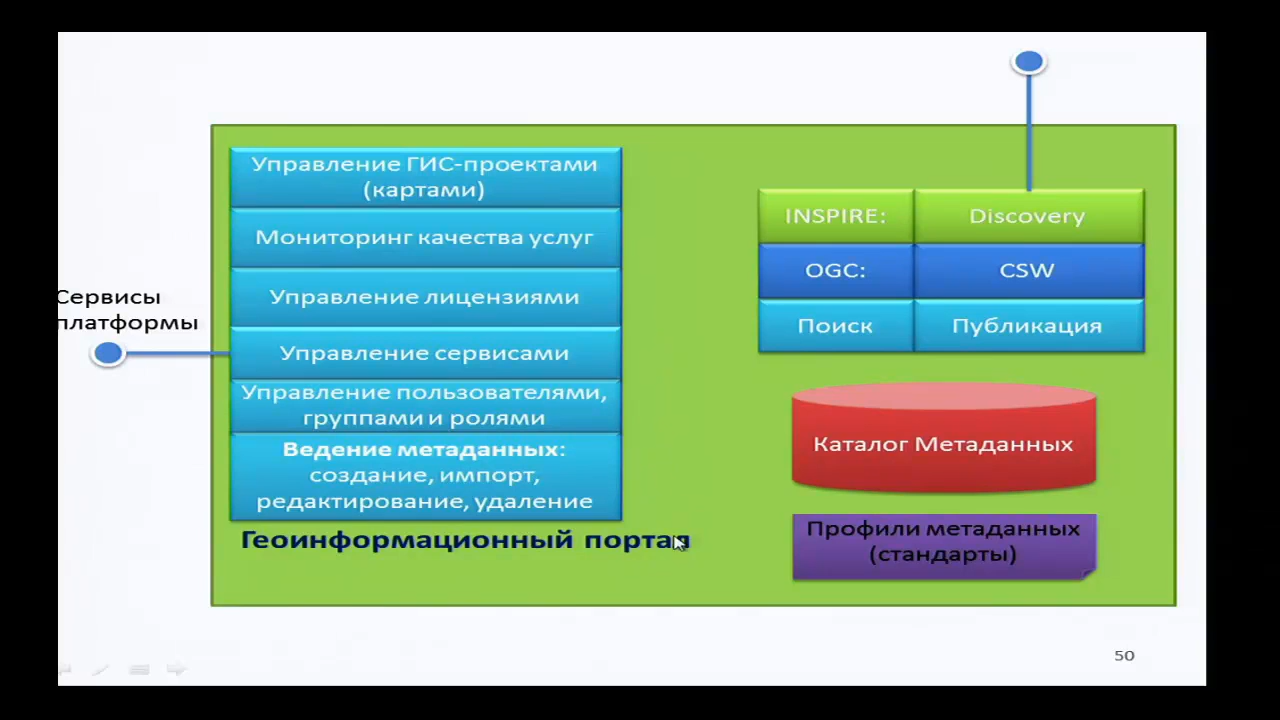 Управление ГИС-проектами
(картами)
Мониторинг качества услуг
Управление лицензиями
Управление сервисами
Управление пользователями,
группами и ролями
Ведение метаданных:
создание, импорт,
редактирование, удаление
Геоинформационный портал
Сервисы
платформы
INSPIRE: Discovery
OGC: CSW
Поиск Публикация
Каталог Метаданных
Профили метаданных
(стандарты)
50